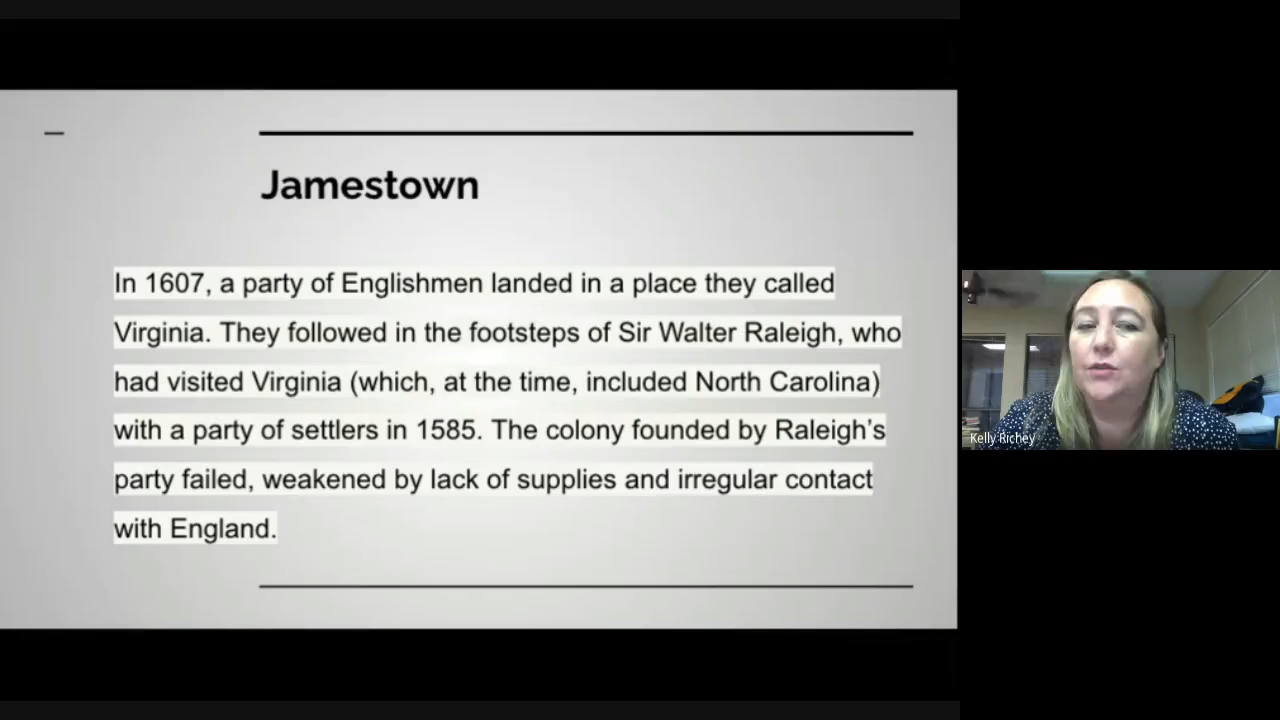 Jamestown
In 1607, a party of Englishmen landed in a place they called
Virginia. They followed in the footsteps of Sir Walter Raleigh, who
had visited Virginia (which, at the time, included North Carolina)
with a party of settlers in 1585. The colony founded by Raleigh’s
party failed, weakened by lack of supplies and irregular contact
with England.
Kelly Richey